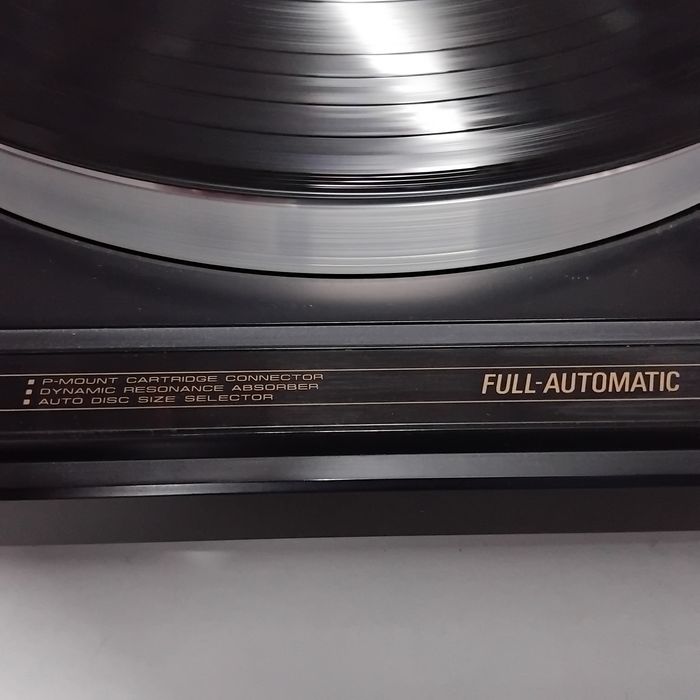 P-MOUNT CARTRIDGE CONNECTOR
DYNAMIC RESONANCE ABSORBER
AUTO DISC SIZE SELECTOR
FULL-AUTOMATIC